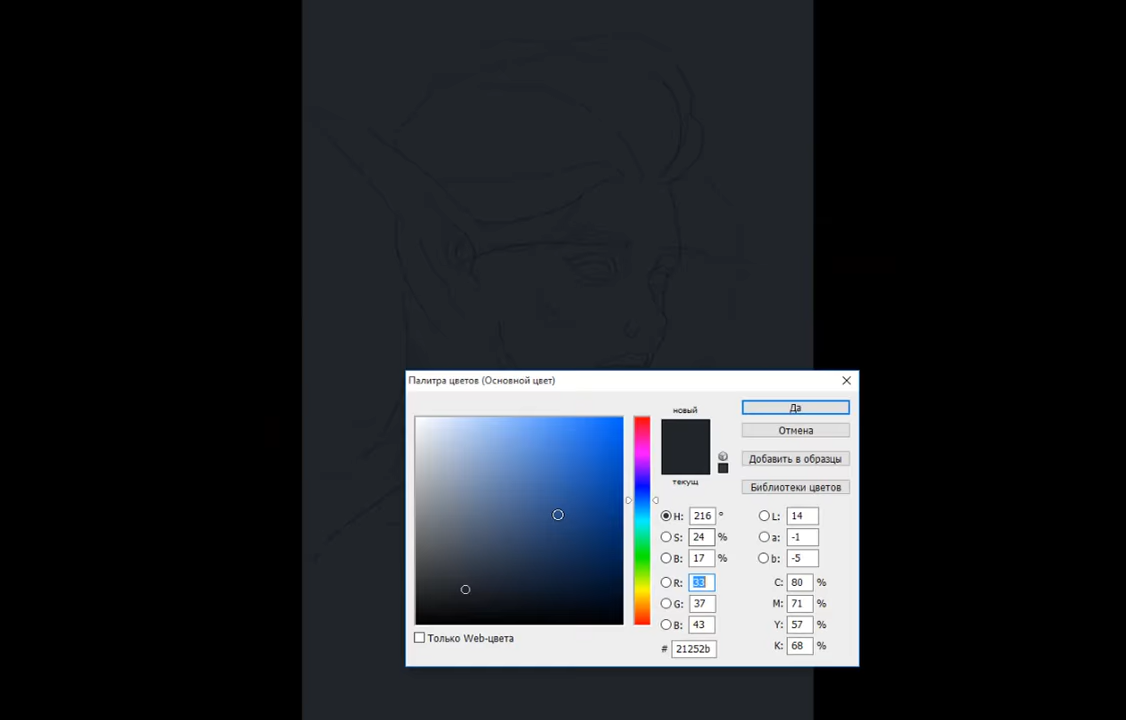 Палитра цветов (Основной цвет)
новый
текущ
Да
Отмена
Добавить в образцы
Библиотеки цветов
H: 216 °
S: 24 %
B: 17 %
R: 33
G: 37
B: 43
# 21252b
L: 14
a: -1
b: -5
C: 80 %
M: 71 %
Y: 57 %
K: 68 %
Только Web-цвета